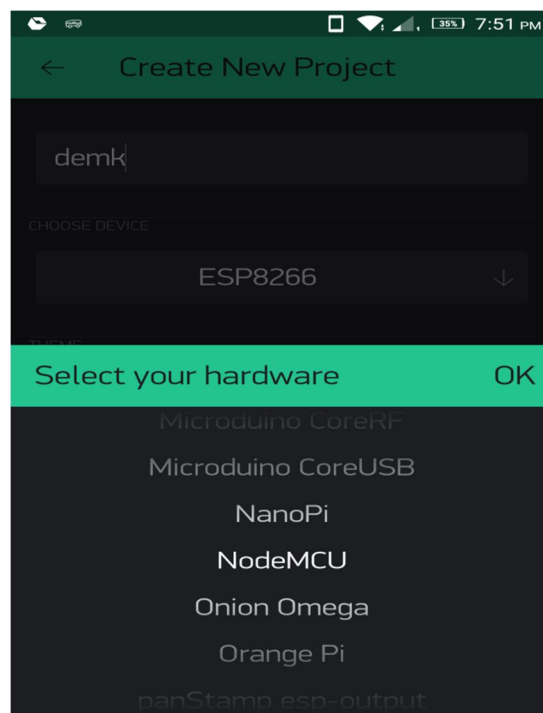 35% 7:51 PM
← Create New Project
demk
CHOOSE DEVICE
ESP8266 ↓
THEME
Select your hardware OK
Microduino CoreRF
Microduino CoreUSB
NanoPi
NodeMCU
Onion Omega
Orange Pi
panStamp esp-output